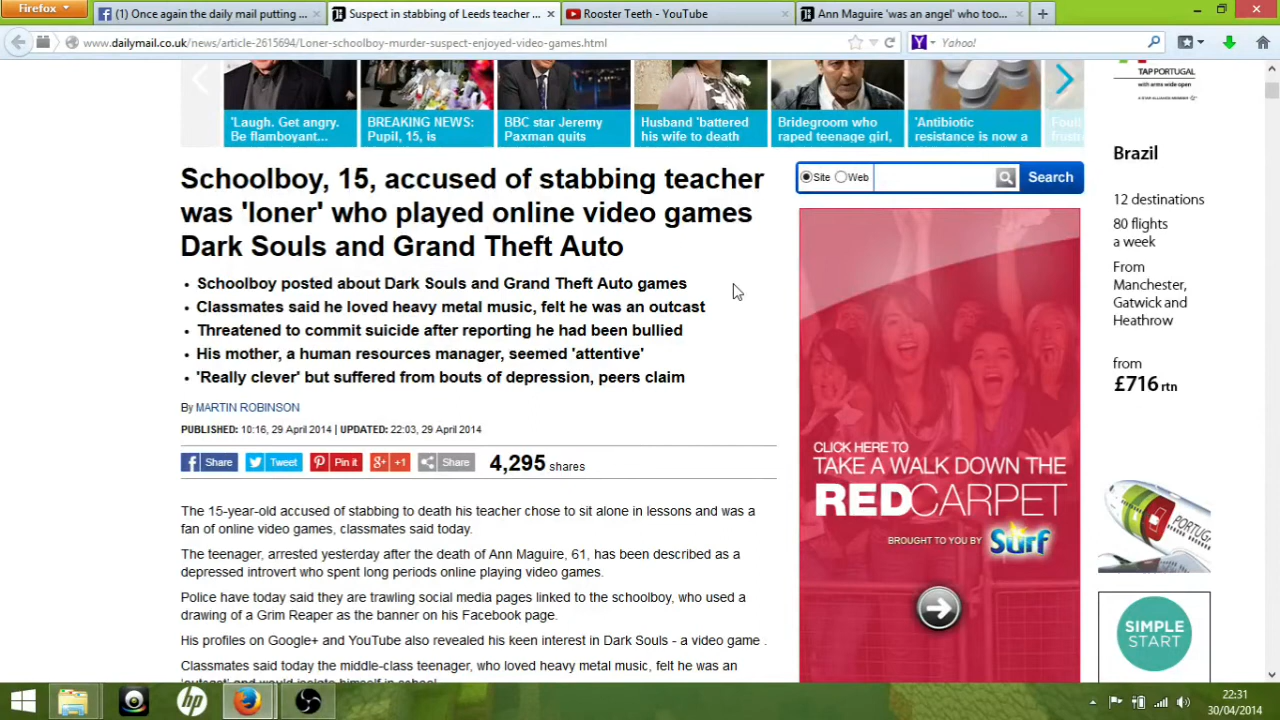 Firefox
(1) Once again the daily mail putting ...
Suspect in stabbing of Leeds teacher ...
Rooster Teeth - YouTube
Ann Maguire 'was an angel' who too...
www.dailymail.co.uk/news/article-2615694/Loner-schoolboy-murder-suspect-enjoyed-video-games.html
Yahoo!
'Laugh. Get angry.
Be flamboyant...
BREAKING NEWS:
Pupil, 15, is
BBC star Jeremy
Paxman quits
Husband 'battered
his wife to death
Bridegroom who
raped teenage girl,
'Antibiotic
resistance is now a
TAP PORTUGAL
with arms wide open
Schoolboy, 15, accused of stabbing teacher
was 'loner' who played online video games
Dark Souls and Grand Theft Auto
• Schoolboy posted about Dark Souls and Grand Theft Auto games
• Classmates said he loved heavy metal music, felt he was an outcast
• Threatened to commit suicide after reporting he had been bullied
• His mother, a human resources manager, seemed 'attentive'
• 'Really clever' but suffered from bouts of depression, peers claim
By MARTIN ROBINSON
PUBLISHED: 10:16, 29 April 2014 | UPDATED: 22:03, 29 April 2014
Share
Tweet
Pin it
+1
Share
4,295 shares
The 15-year-old accused of stabbing to death his teacher chose to sit alone in lessons and was a
fan of online video games, classmates said today.
The teenager, arrested yesterday after the death of Ann Maguire, 61, has been described as a
depressed introvert who spent long periods online playing video games.
Police have today said they are trawling social media pages linked to the schoolboy, who used a
drawing of a Grim Reaper as the banner on his Facebook page.
His profiles on Google+ and YouTube also revealed his keen interest in Dark Souls - a video game .
Classmates said today the middle-class teenager, who loved heavy metal music, felt he was an
Site
Web
Search
CLICK HERE TO
TAKE A WALK DOWN THE
REDCARPET
BROUGHT TO YOU BY Surf
Brazil
12 destinations
80 flights
a week
From
Manchester,
Gatwick and
Heathrow
from
£716 rtn
PORTUGAL
SIMPLE
START
hp
22:31
30/04/2014